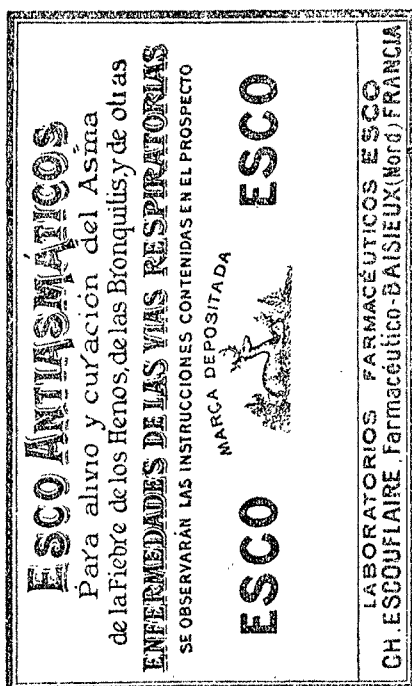 ESCO ANTIASMÁTICOS
Para alivio y curación del Asma
de la Fiebre de los Henos, de las Bronquitis, y de otras
ENFERMEDADES DE LAS VIAS RESPIRATORIAS
SE OBSERVARÁN LAS INSTRUCCIONES CONTENIDAS EN EL PROSPECTO
MARCA DEPOSITADA
ESCO ESCO
LABORATORIOS FARMACÉUTICOS ESCO
CH. ESCOUFLAIRE, Farmacéutico-BAISIEUX (Nord) FRANCIA